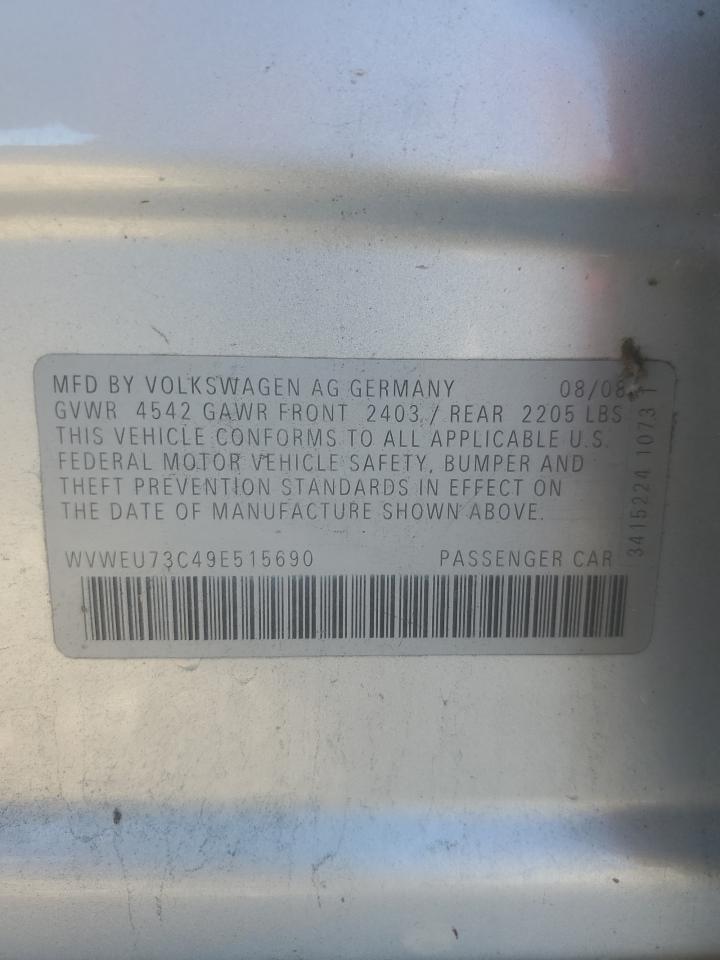 MFD BY VOLKSWAGEN AG GERMANY 08/08
GVWR 4542 GAWR FRONT 2403 / REAR 2205 LBS
THIS VEHICLE CONFORMS TO ALL APPLICABLE U.S.
FEDERAL MOTOR VEHICLE SAFETY, BUMPER AND
THEFT PREVENTION STANDARDS IN EFFECT ON
THE DATE OF MANUFACTURE SHOWN ABOVE.
WVWEU73C49E515690 PASSENGER CAR
3415224 1073 T